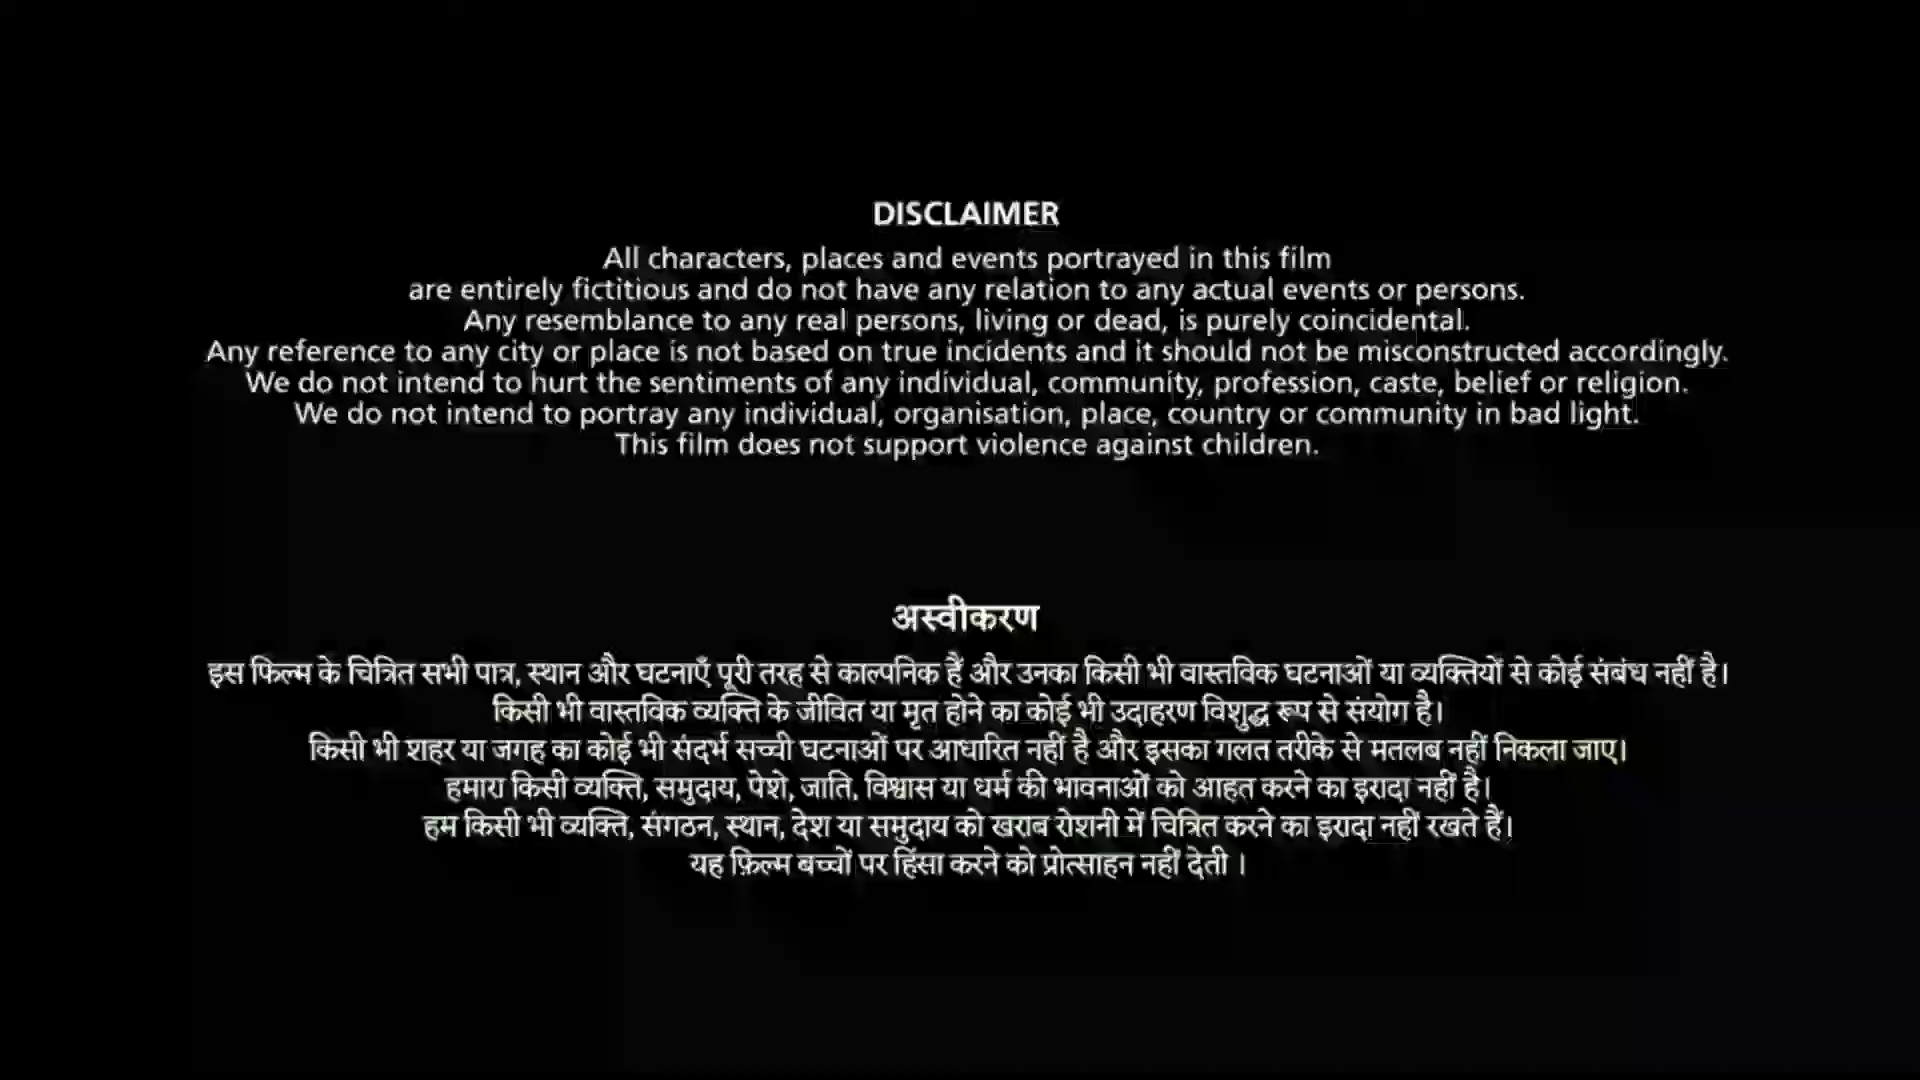 DISCLAIMER
All characters, places and events portrayed in this film
are entirely fictitious and do not have any relation to any actual events or persons.
Any resemblance to any real persons, living or dead, is purely coincidental.
Any reference to any city or place is not based on true incidents and it should not be misconstructed accordingly.
We do not intend to hurt the sentiments of any individual, community, profession, caste, belief or religion.
We do not intend to portray any individual, organisation, place, country or community in bad light.
This film does not support violence against children.
अस्वीकरण
इस फिल्म के चित्रित सभी पात्र, स्थान और घटनाएँ पूरी तरह से काल्पनिक हैं और उनका किसी भी वास्तविक घटनाओं या व्यक्तियों से कोई संबंध नहीं है।
किसी भी वास्तविक व्यक्ति के जीवित या मृत होने का कोई भी उदाहरण विशुद्ध रूप से संयोग है।
किसी भी शहर या जगह का कोई भी संदर्भ सच्ची घटनाओं पर आधारित नहीं है और इसका गलत तरीके से मतलब नहीं निकला जाए।
हमारा किसी व्यक्ति, समुदाय, पेशे, जाति, विश्वास या धर्म की भावनाओं को आहत करने का इरादा नहीं है।
हम किसी भी व्यक्ति, संगठन, स्थान, देश या समुदाय को खराब रोशनी में चित्रित करने का इरादा नहीं रखते हैं।
यह फ़िल्म बच्चों पर हिंसा करने को प्रोत्साहन नहीं देती ।